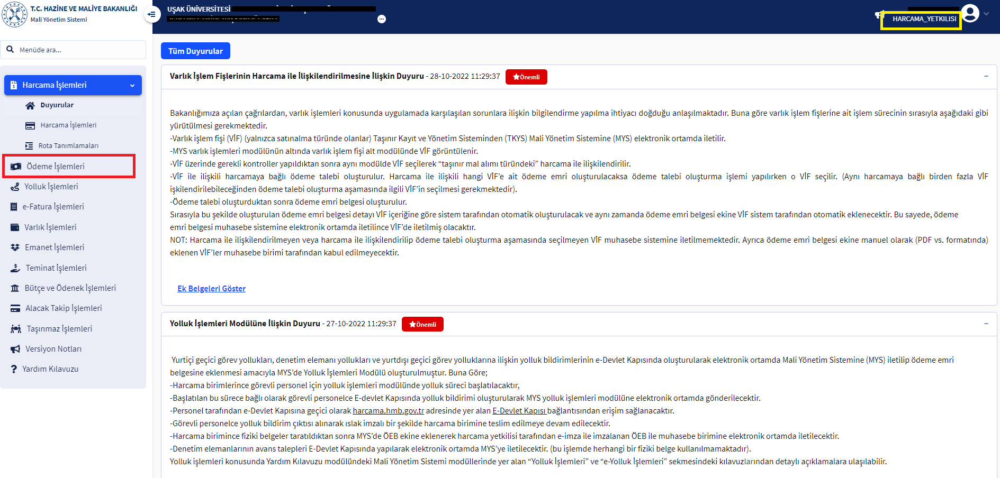 T.C. HAZİNE VE MALİYE BAKANLIĞI
Mali Yönetim Sistemi
UŞAK ÜNİVERSİTESİ
HARCAMA_YETKILISI
Menüde ara...
Harcama İşlemleri
Duyurular
Harcama İşlemleri
Rota Tanımlamaları
Ödeme İşlemleri
Yolluk İşlemleri
e-Fatura İşlemleri
Varlık İşlemleri
Emanet İşlemleri
Teminat İşlemleri
Bütçe ve Ödenek İşlemleri
Alacak Takip İşlemleri
Taşınmaz İşlemleri
Versiyon Notları
Yardım Kılavuzu
Tüm Duyurular
Varlık İşlem Fişlerinin Harcama ile İlişkilendirilmesine İlişkin Duyuru - 28-10-2022 11:29:37 Önemli
Bakanlığımıza açılan çağrılardan, varlık işlemleri konusunda uygulamada karşılaşılan sorunlara ilişkin bilgilendirme yapılma ihtiyacı doğduğu anlaşılmaktadır. Buna göre varlık işlem fişlerine ait işlem sürecinin sırasıyla aşağıdaki gibi
yürütülmesi gerekmektedir.
-Varlık işlem fişi (VİF) (yalnızca satınalma türünde olanlar) Taşınır Kayıt ve Yönetim Sisteminden (TKYS) Mali Yönetim Sistemine (MYS) elektronik ortamda iletilir.
-MYS varlık işlemleri modülünün altında varlık işlem fişi alt modülünde VİF görüntülenir.
-VİF üzerinde gerekli kontroller yapıldıktan sonra aynı modülde VİF seçilerek “taşınır mal alımı türündeki” harcama ile ilişkilendirilir.
-VİF ile ilişkili harcamaya bağlı ödeme talebi oluşturulur. Harcama ile ilişkili hangi VİF’e ait ödeme emri oluşturulacaksa ödeme talebi oluşturma işlemi yapılırken o VİF seçilir. (Aynı harcamaya bağlı birden fazla VİF
işkilendirilebileceğinden ödeme talebi oluşturma aşamasında ilgili VİF’in seçilmesi gerekmektedir).
-Ödeme talebi oluşturduktan sonra ödeme emri belgesi oluşturulur.
Sırasıyla bu şekilde oluşturulan ödeme emri belgesi detayı VİF içeriğine göre sistem tarafından otomatik oluşturulacak ve aynı zamanda ödeme emri belgesi ekine VİF sistem tarafından otomatik eklenecektir. Bu sayede, ödeme
emri belgesi muhasebe sistemine elektronik ortamda iletilince VİF’de iletilmiş olacaktır.
NOT: Harcama ile ilişkilendirilmeyen veya harcama ile ilişkilendirilip ödeme talebi oluşturma aşamasında seçilmeyen VİF muhasebe sistemine iletilmemektedir. Ayrıca ödeme emri belgesi ekine manuel olarak (PDF vs. formatında)
eklenen VİF’ler muhasebe birimi tarafından kabul edilmeyecektir.
Ek Belgeleri Göster
Yolluk İşlemleri Modülüne İlişkin Duyuru - 27-10-2022 11:29:37 Önemli
Yurtiçi geçici görev yollukları, denetim elemanı yollukları ve yurtdışı geçici görev yolluklarına ilişkin yolluk bildirimlerinin e-Devlet Kapısında oluşturularak elektronik ortamda Mali Yönetim Sistemine (MYS) iletilip ödeme emri
belgesine eklenmesi amacıyla MYS’de Yolluk İşlemleri Modülü oluşturulmuştur. Buna Göre;
-Harcama birimlerince görevli personel için yolluk işlemleri modülünde yolluk süreci başlatılacaktır,
-Başlatılan bu sürece bağlı olarak görevli personelce E-devlet Kapısında yolluk bildirimi oluşturularak MYS yolluk işlemleri modülüne elektronik ortamda gönderilecektir.
-Personel tarafından e-Devlet Kapısına geçici olarak harcama.hmb.gov.tr adresinde yer alan E-Devlet Kapısı bağlantısından erişim sağlanacaktır.
-Görevli personelce yolluk bildirim çıktısı alınarak ıslak imzalı bir şekilde harcama birimine teslim edilmeye devam edilecektir.
-Harcama birimince fiziki belgeler taratıldıktan sonra MYS’de ÖEB ekine eklenerek harcama yetkilisi tarafından e-imza ile imzalanan ÖEB ile muhasebe birimine elektronik ortamda iletilecektir.
-Denetim elemanlarının avans talepleri E-Devlet Kapısında yapılarak elektronik ortamda MYS’ye iletilecektir. (bu işlemde herhangi bir fiziki belge kullanılmamaktadır).
Yolluk işlemleri konusunda Yardım Kılavuzu modülündeki Mali Yönetim Sistemi modüllerinde yer alan “Yolluk İşlemleri” ve “e-Yolluk İşlemleri” sekmesindeki kılavuzlarından detaylı açıklamalara ulaşılabilir.